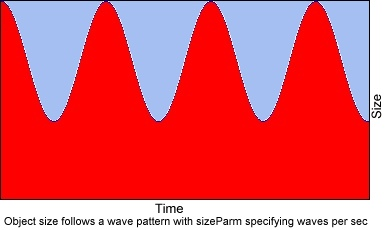 Size
Time
Object size follows a wave pattern with sizeParm specifying waves per sec